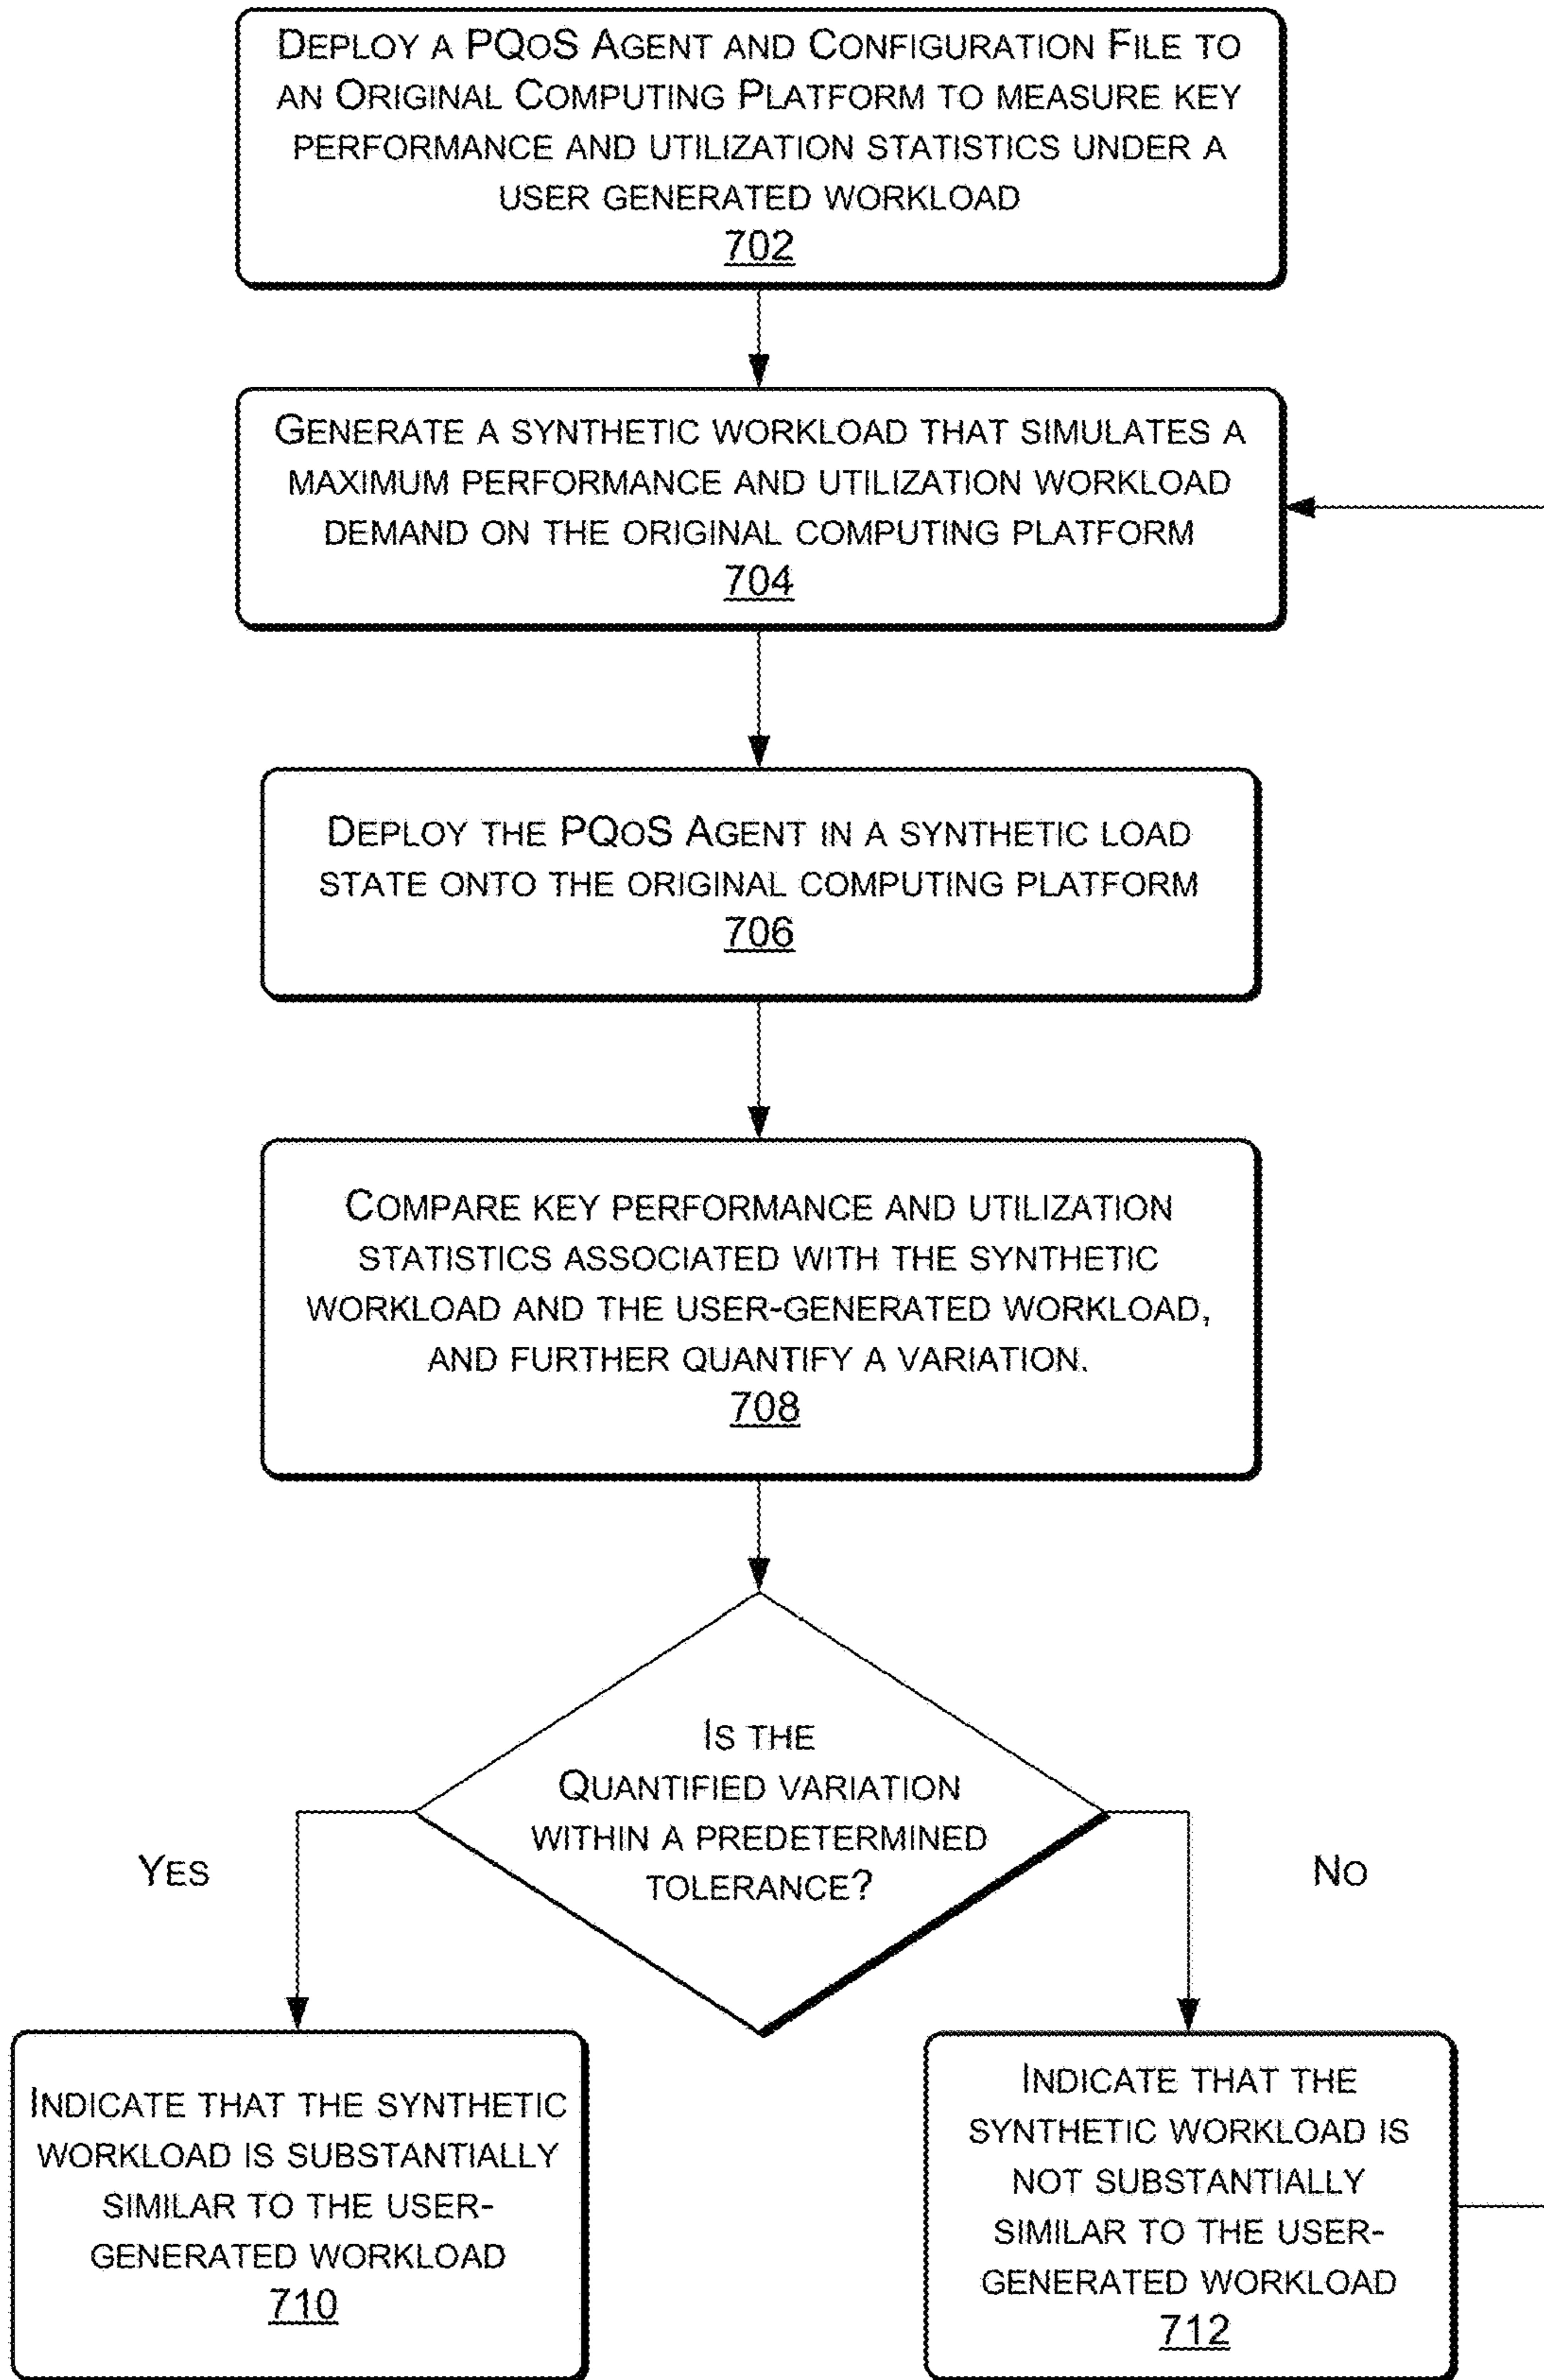 DEPLOY A PQOS AGENT AND CONFIGURATION FILE TO
AN ORIGINAL COMPUTING PLATFORM TO MEASURE KEY
PERFORMANCE AND UTILIZATION STATISTICS UNDER A
USER GENERATED WORKLOAD
702
GENERATE A SYNTHETIC WORKLOAD THAT SIMULATES A
MAXIMUM PERFORMANCE AND UTILIZATION WORKLOAD
DEMAND ON THE ORIGINAL COMPUTING PLATFORM
704
DEPLOY THE PQOS AGENT IN A SYNTHETIC LOAD
STATE ONTO THE ORIGINAL COMPUTING PLATFORM
706
COMPARE KEY PERFORMANCE AND UTILIZATION
STATISTICS ASSOCIATED WITH THE SYNTHETIC
WORKLOAD AND THE USER-GENERATED WORKLOAD,
AND FURTHER QUANTIFY A VARIATION.
708
IS THE
QUANTIFIED VARIATION
WITHIN A PREDETERMINED
TOLERANCE?
YES
NO
INDICATE THAT THE SYNTHETIC
WORKLOAD IS SUBSTANTIALLY
SIMILAR TO THE USER-
GENERATED WORKLOAD
710
INDICATE THAT THE
SYNTHETIC WORKLOAD IS
NOT SUBSTANTIALLY
SIMILAR TO THE USER-
GENERATED WORKLOAD
712